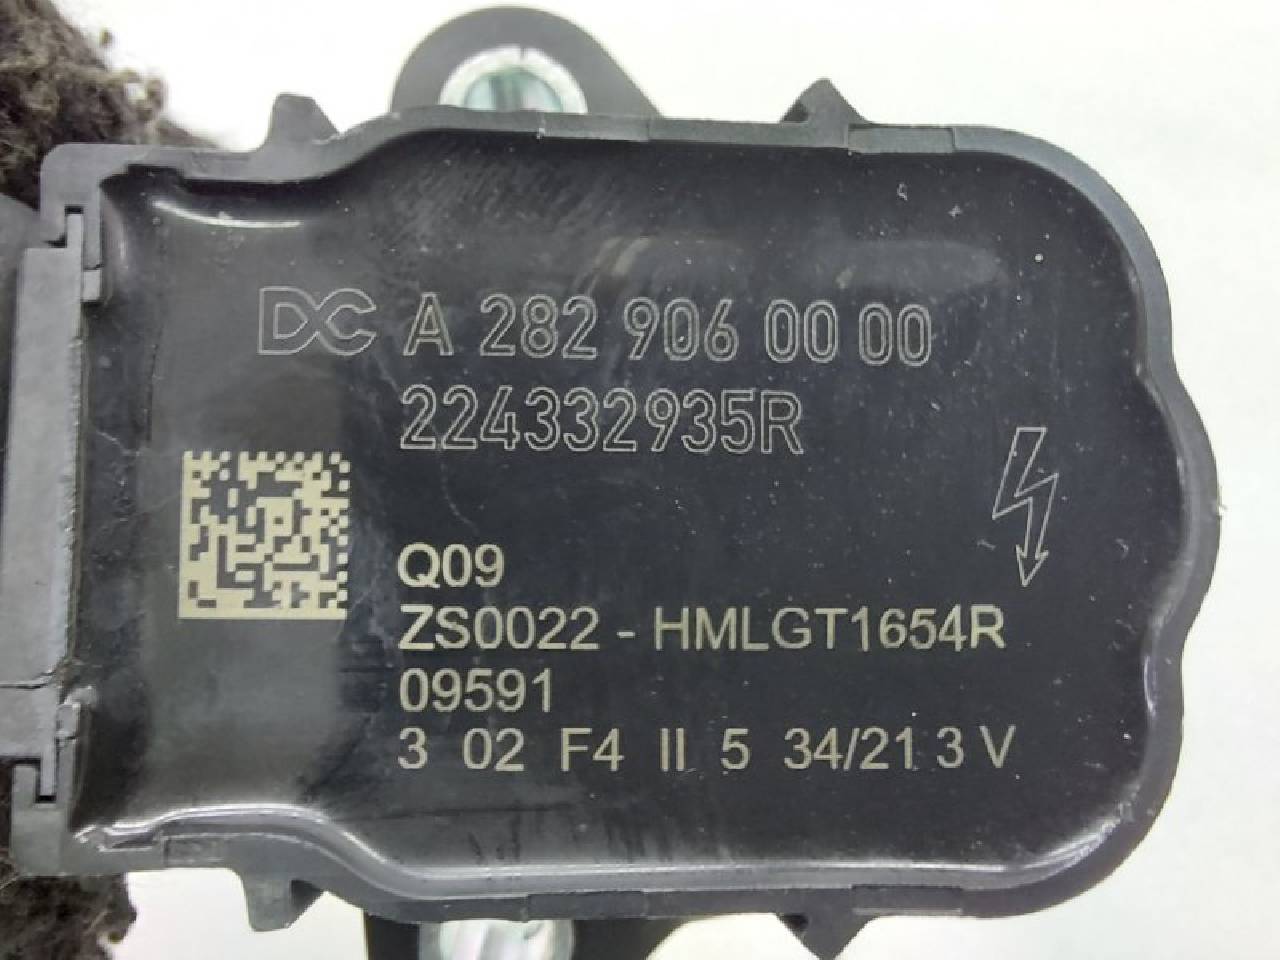 DC A 282 906 00 00
224332935R
Q09
ZS0022 - HMLGT1654R
09591
3 02 F4 II 5 34/21 3 V